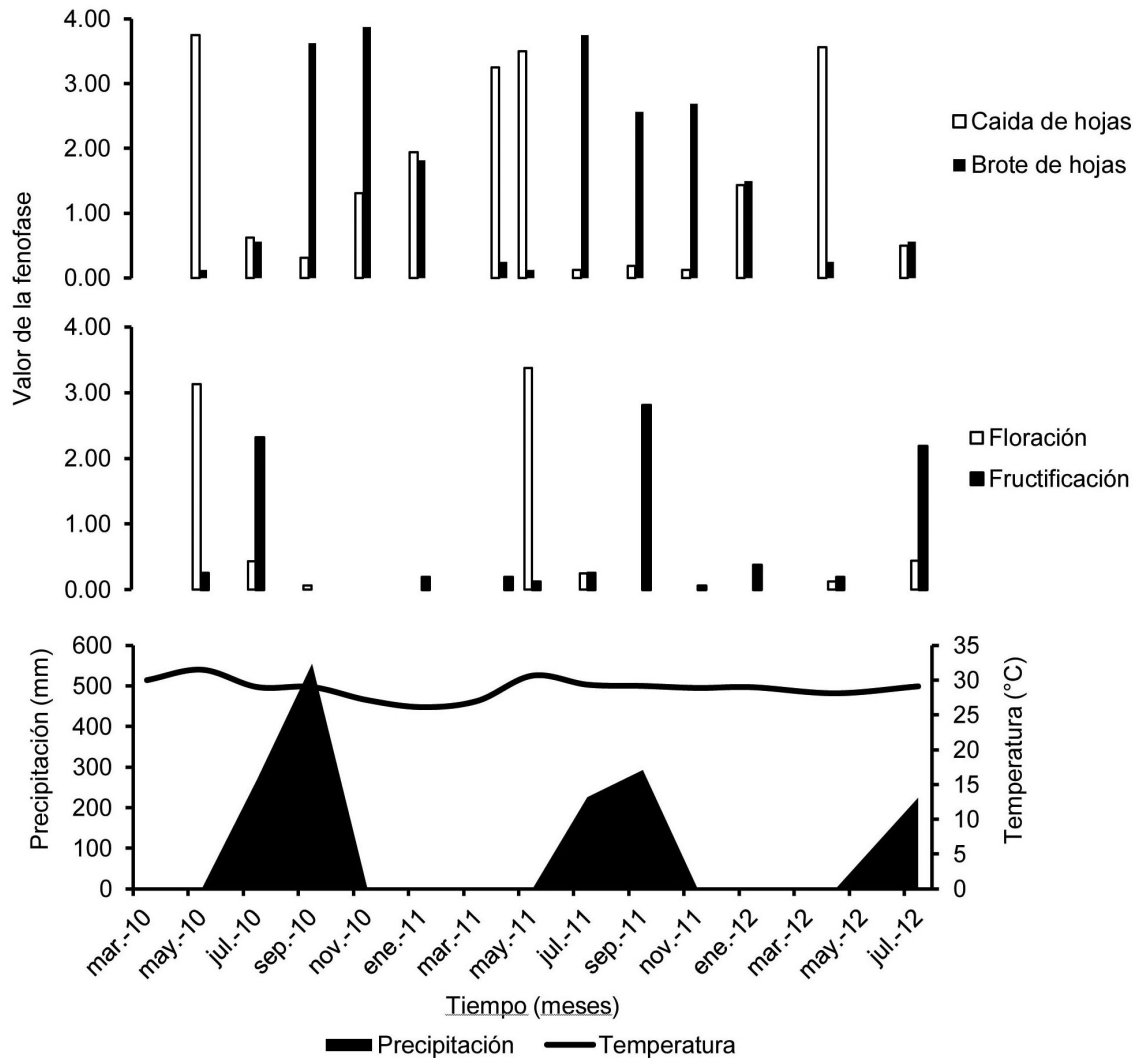 Valor de la fenofase
4.00
3.00
2.00
1.00
0.00
Caida de hojas
Brote de hojas
4.00
3.00
2.00
1.00
0.00
Floración
Fructificación
Precipitación (mm)
600
500
400
300
200
100
0
35
30
25
20
15
10
5
0
Temperatura (°C)
mar.-10
may.-10
jul.-10
sep.-10
nov.-10
ene.-11
mar.-11
may.-11
jul.-11
sep.-11
nov.-11
ene.-12
mar.-12
may.-12
jul.-12
Tiempo (meses)
Precipitación Temperatura